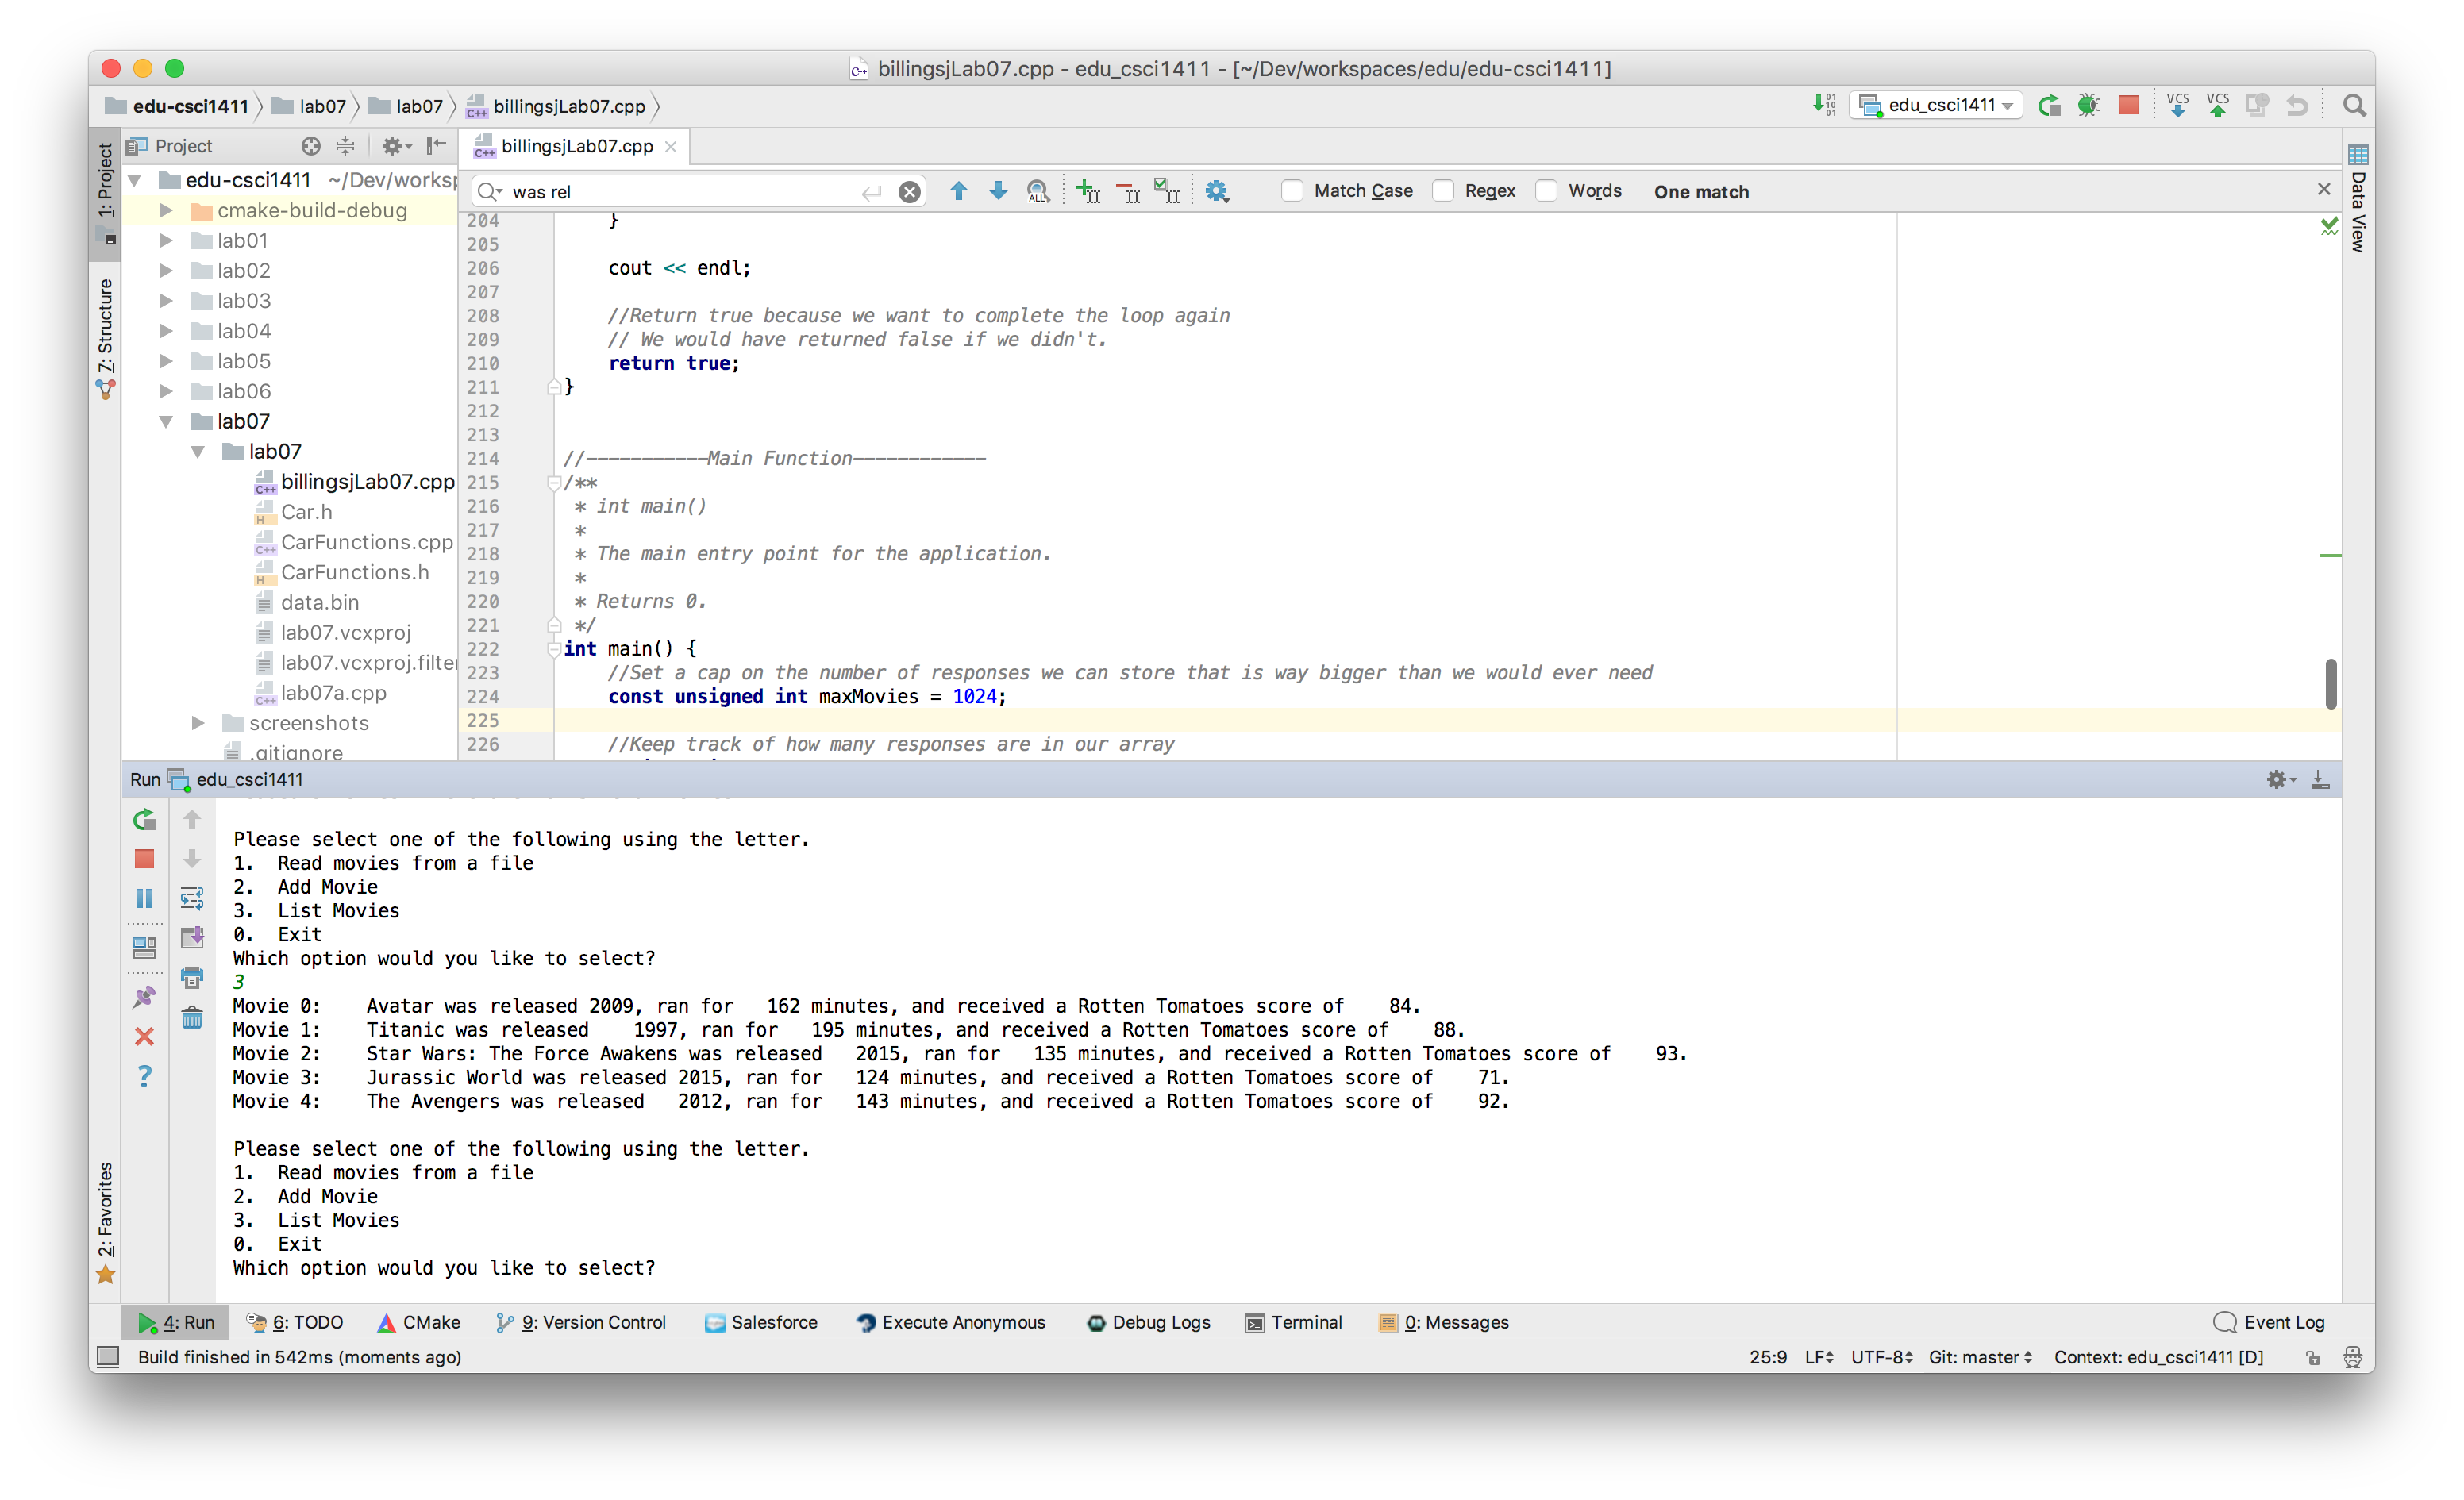 billingsjLab07.cpp - edu_csci1411 - [~/Dev/workspaces/edu/edu-csci1411]
edu-csci1411 lab07 lab07 billingsjLab07.cpp
edu_csci1411 VCS VCS
1: Project
7: Structure
2: Favorites
Data View
Project
edu-csci1411 ~/Dev/worksp
cmake-build-debug
lab01
lab02
lab03
lab04
lab05
lab06
lab07
lab07
billingsjLab07.cpp
Car.h
CarFunctions.cpp
CarFunctions.h
data.bin
lab07.vcxproj
lab07.vcxproj.filter
lab07a.cpp
screenshots
.gitignore
billingsjLab07.cpp
was rel ALL Match Case Regex Words One match
204 }
205
206 cout << endl;
207
208 //Return true because we want to complete the loop again
209 // We would have returned false if we didn't.
210 return true;
211 }
212
213
214 //-----------Main Function------------
215 /**
216 * int main()
217 *
218 * The main entry point for the application.
219 *
220 * Returns 0.
221 */
222 int main() {
223 //Set a cap on the number of responses we can store that is way bigger than we would ever need
224 const unsigned int maxMovies = 1024;
225
226 //Keep track of how many responses are in our array
Run edu_csci1411
Please select one of the following using the letter.
1. Read movies from a file
2. Add Movie
3. List Movies
0. Exit
Which option would you like to select?
3
Movie 0: Avatar was released 2009, ran for 162 minutes, and received a Rotten Tomatoes score of 84.
Movie 1: Titanic was released 1997, ran for 195 minutes, and received a Rotten Tomatoes score of 88.
Movie 2: Star Wars: The Force Awakens was released 2015, ran for 135 minutes, and received a Rotten Tomatoes score of 93.
Movie 3: Jurassic World was released 2015, ran for 124 minutes, and received a Rotten Tomatoes score of 71.
Movie 4: The Avengers was released 2012, ran for 143 minutes, and received a Rotten Tomatoes score of 92.
Please select one of the following using the letter.
1. Read movies from a file
2. Add Movie
3. List Movies
0. Exit
Which option would you like to select?
4: Run 6: TODO CMake 9: Version Control Salesforce Execute Anonymous Debug Logs Terminal 0: Messages Event Log
Build finished in 542ms (moments ago) 25:9 LF UTF-8 Git: master Context: edu_csci1411 [D]